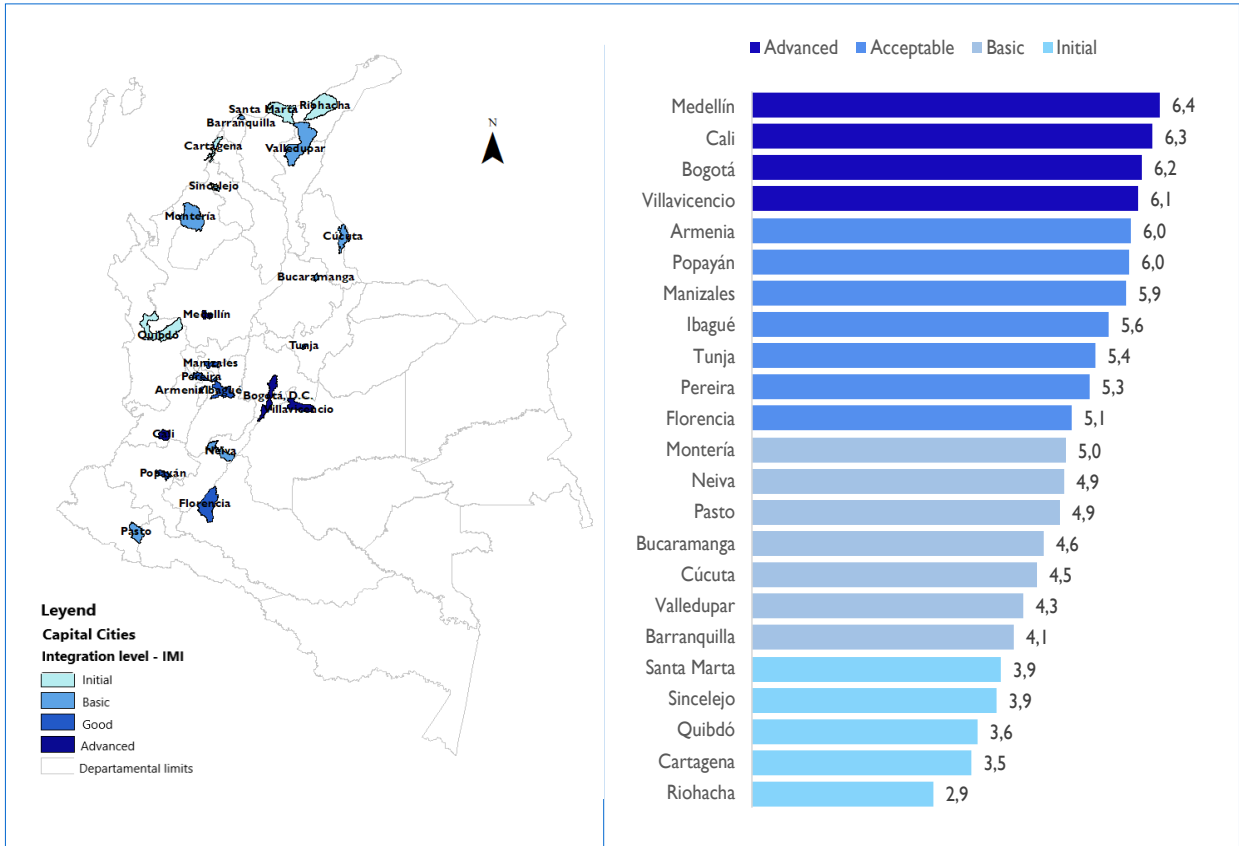 N
Santa Marta
Riohacha
Barranquilla
Cartagena
Valledupar
Sincelejo
Montería
Cúcuta
Bucaramanga
Medellín
Quibdó
Tunja
Manizales
Pereira
Armenia
Ibagué
Bogotá, D.C.
Villavicencio
Cali
Neiva
Popayán
Florencia
Pasto
Leyend
Capital Cities
Integration level - IMI
Initial
Basic
Good
Advanced
Departamental limits
Advanced Acceptable Basic Initial
Medellín 6,4
Cali 6,3
Bogotá 6,2
Villavicencio 6,1
Armenia 6,0
Popayán 6,0
Manizales 5,9
Ibagué 5,6
Tunja 5,4
Pereira 5,3
Florencia 5,1
Montería 5,0
Neiva 4,9
Pasto 4,9
Bucaramanga 4,6
Cúcuta 4,5
Valledupar 4,3
Barranquilla 4,1
Santa Marta 3,9
Sincelejo 3,9
Quibdó 3,6
Cartagena 3,5
Riohacha 2,9